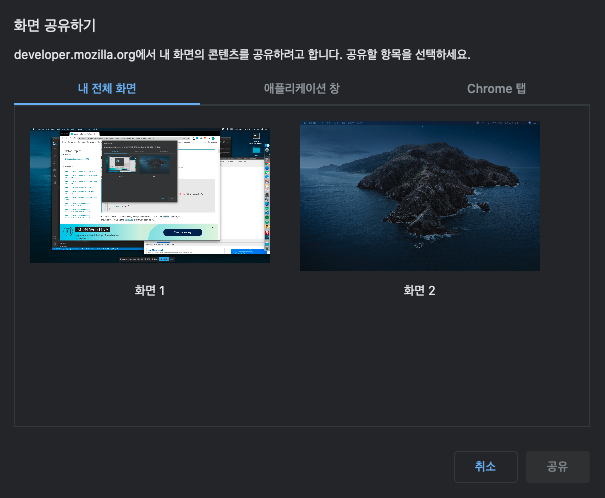 화면 공유하기
developer.mozilla.org에서 내 화면의 콘텐츠를 공유하려고 합니다. 공유할 항목을 선택하세요.
내 전체 화면
애플리케이션 창
Chrome 탭
화면 1
화면 2
취소
공유